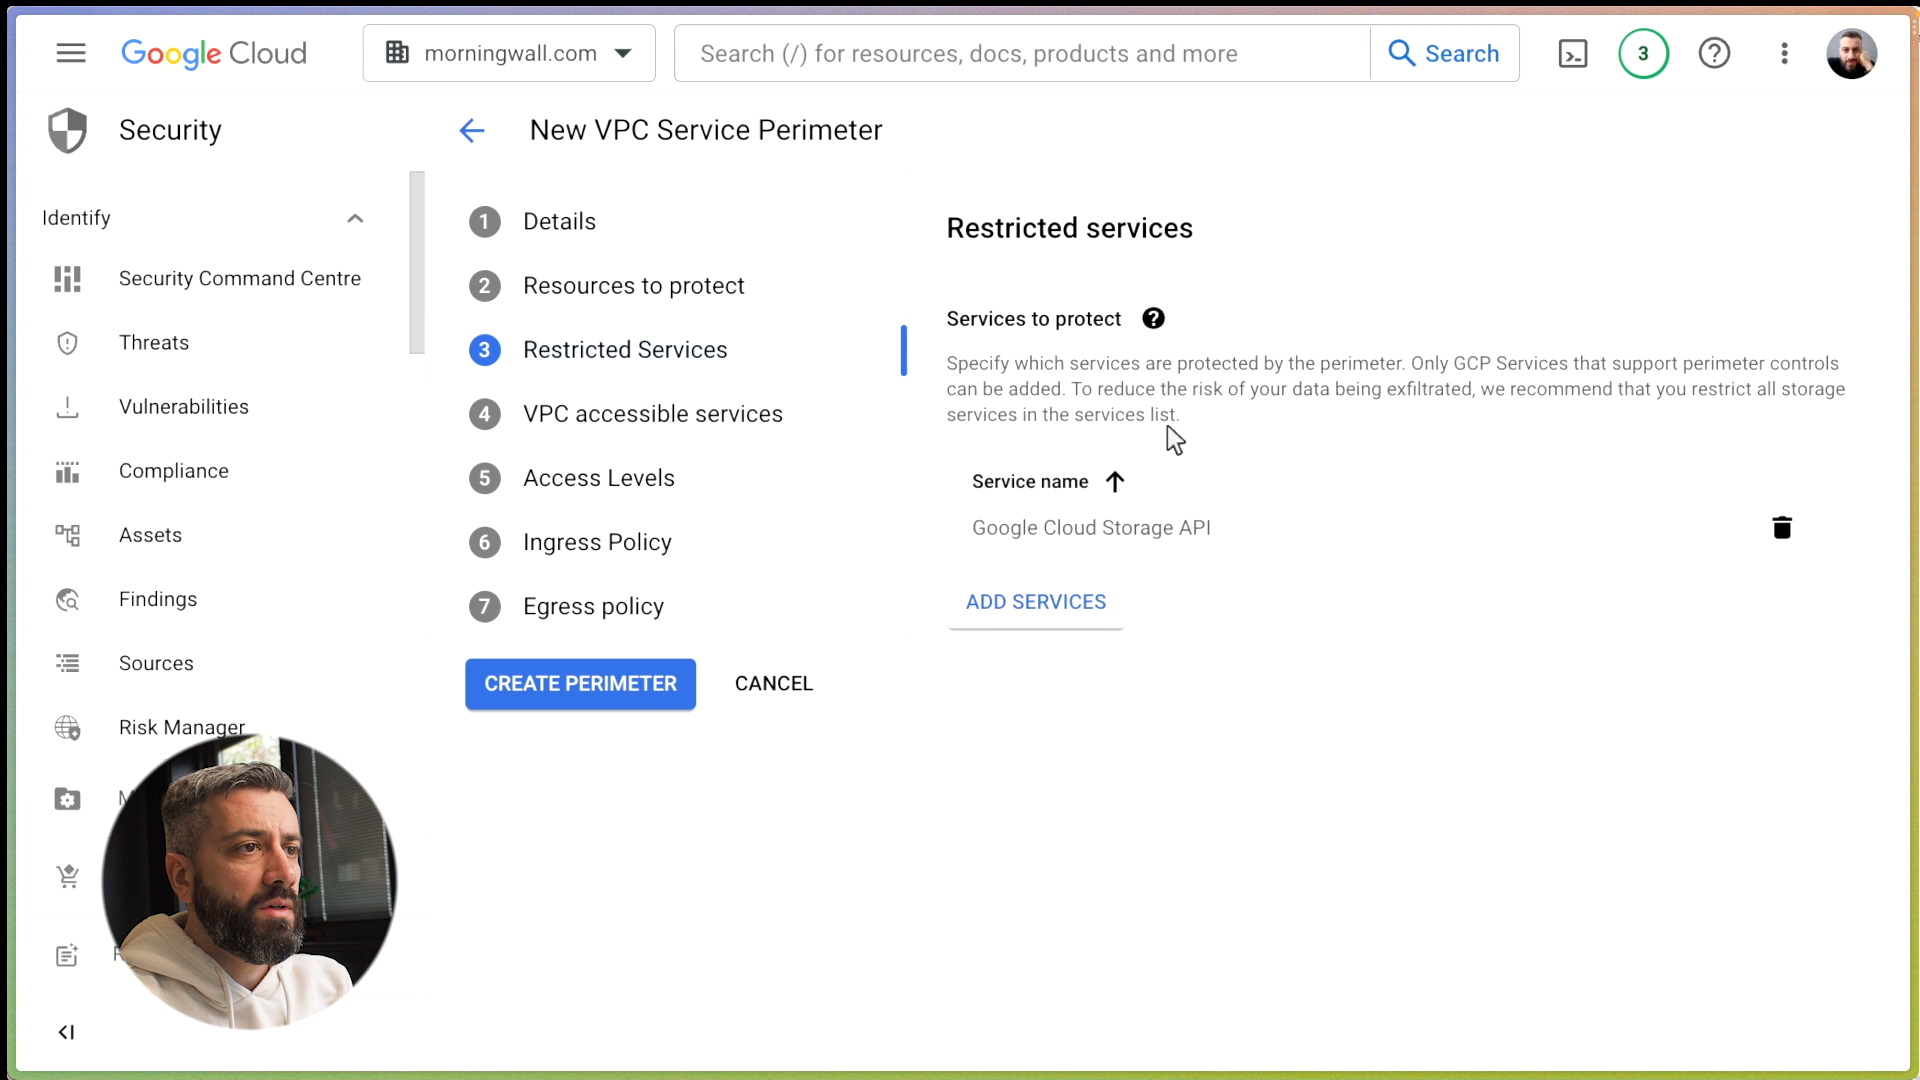 Google Cloud
morningwall.com
Search (/) for resources, docs, products and more
Search
3
Security
New VPC Service Perimeter
Identify
Security Command Centre
Threats
Vulnerabilities
Compliance
Assets
Findings
Sources
Risk Manager
1 Details
2 Resources to protect
3 Restricted Services
4 VPC accessible services
5 Access Levels
6 Ingress Policy
7 Egress policy
CREATE PERIMETER
CANCEL
Restricted services
Services to protect
Specify which services are protected by the perimeter. Only GCP Services that support perimeter controls
can be added. To reduce the risk of your data being exfiltrated, we recommend that you restrict all storage
services in the services list.
Service name
Google Cloud Storage API
ADD SERVICES